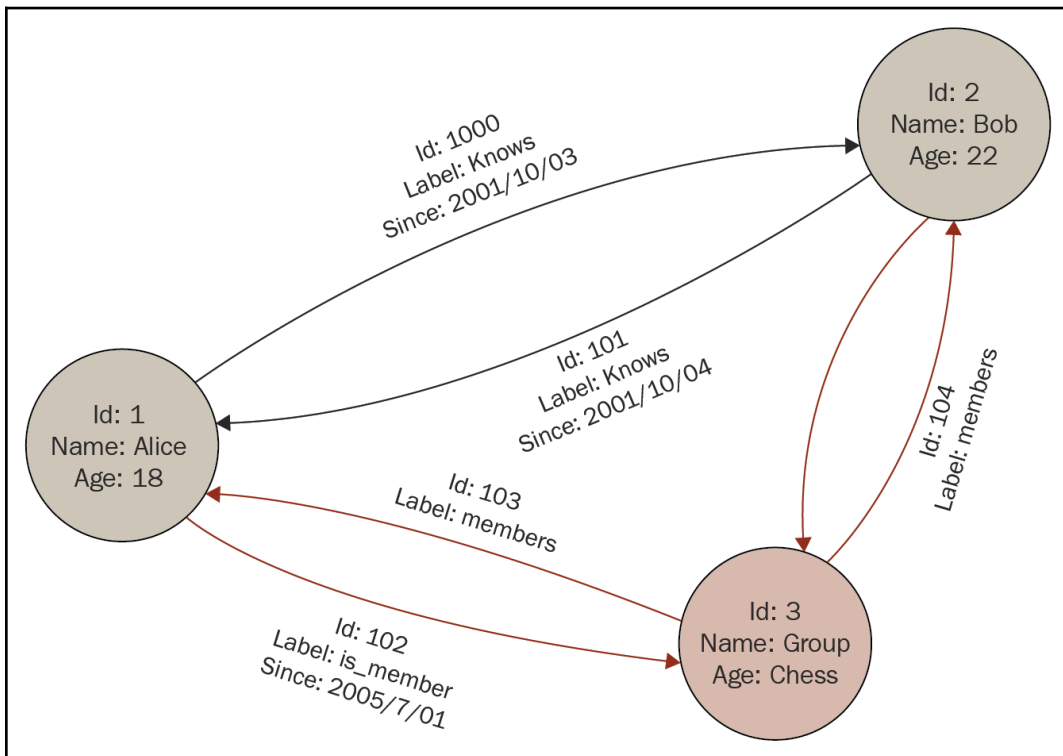 Id: 2
Name: Bob
Age: 22
Id: 1000
Label: Knows
Since: 2001/10/03
Id: 101
Label: Knows
Since: 2001/10/04
Id: 1
Name: Alice
Age: 18
Id: 104
Label: members
Id: 103
Label: members
Id: 102
Label: is_member
Since: 2005/7/01
Id: 3
Name: Group
Age: Chess